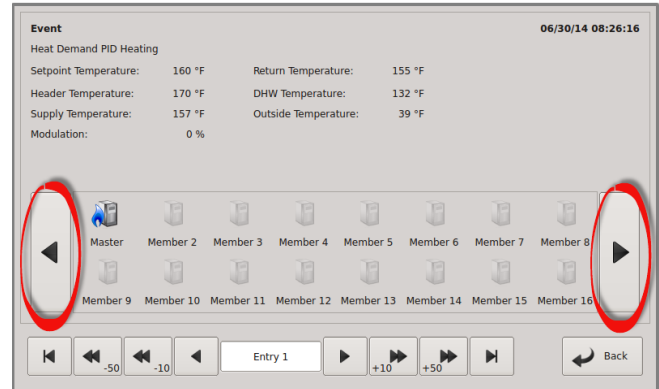 Event 06/30/14 08:26:16
Heat Demand PID Heating
Setpoint Temperature: 160 °F Return Temperature: 155 °F
Header Temperature: 170 °F DHW Temperature: 132 °F
Supply Temperature: 157 °F Outside Temperature: 39 °F
Modulation: 0 %
Master Member 2 Member 3 Member 4 Member 5 Member 6 Member 7 Member 8
Member 9 Member 10 Member 11 Member 12 Member 13 Member 14 Member 15 Member 16
-50 -10 Entry 1 +10 +50 Back